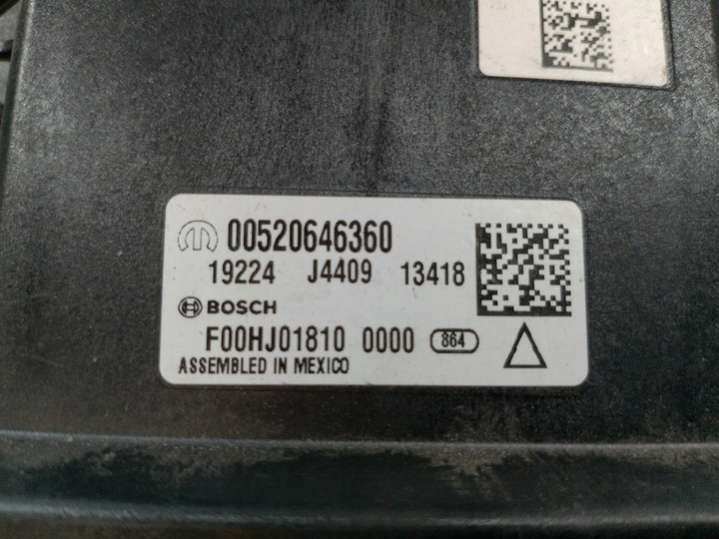 00520646360
19224 J4409 13418
BOSCH
F00HJ01810 0000 864
ASSEMBLED IN MEXICO